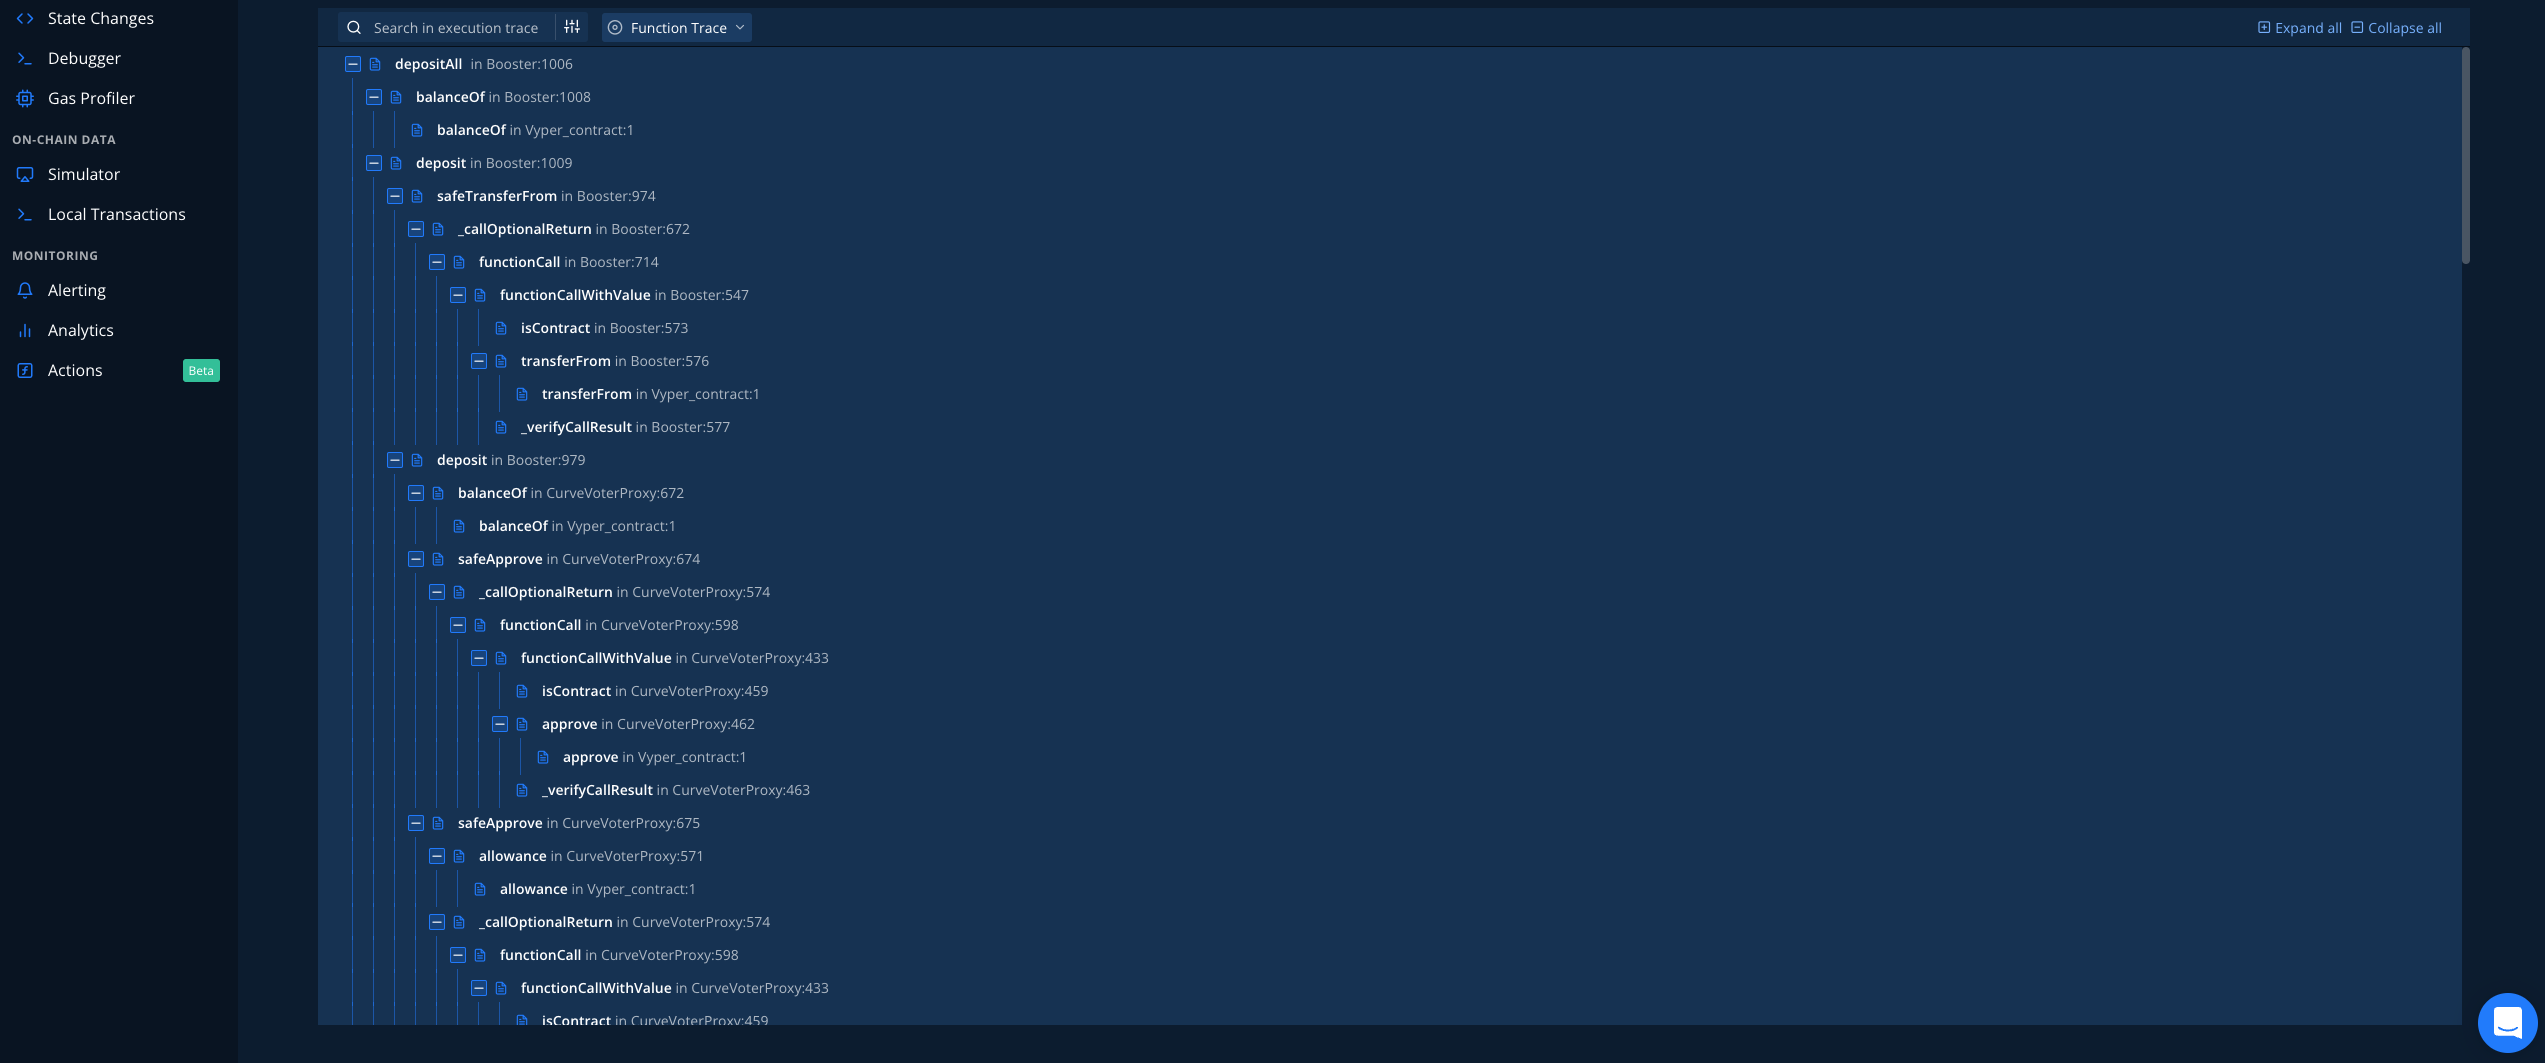 State Changes
Debugger
Gas Profiler
ON-CHAIN DATA
Simulator
Local Transactions
MONITORING
Alerting
Analytics
Actions Beta
Search in execution trace Function Trace Expand all Collapse all
depositAll in Booster:1006
balanceOf in Booster:1008
balanceOf in Vyper_contract:1
deposit in Booster:1009
safeTransferFrom in Booster:974
_callOptionalReturn in Booster:672
functionCall in Booster:714
functionCallWithValue in Booster:547
isContract in Booster:573
transferFrom in Booster:576
transferFrom in Vyper_contract:1
_verifyCallResult in Booster:577
deposit in Booster:979
balanceOf in CurveVoterProxy:672
balanceOf in Vyper_contract:1
safeApprove in CurveVoterProxy:674
_callOptionalReturn in CurveVoterProxy:574
functionCall in CurveVoterProxy:598
functionCallWithValue in CurveVoterProxy:433
isContract in CurveVoterProxy:459
approve in CurveVoterProxy:462
approve in Vyper_contract:1
_verifyCallResult in CurveVoterProxy:463
safeApprove in CurveVoterProxy:675
allowance in CurveVoterProxy:571
allowance in Vyper_contract:1
_callOptionalReturn in CurveVoterProxy:574
functionCall in CurveVoterProxy:598
functionCallWithValue in CurveVoterProxy:433
isContract in CurveVoterProxy:459